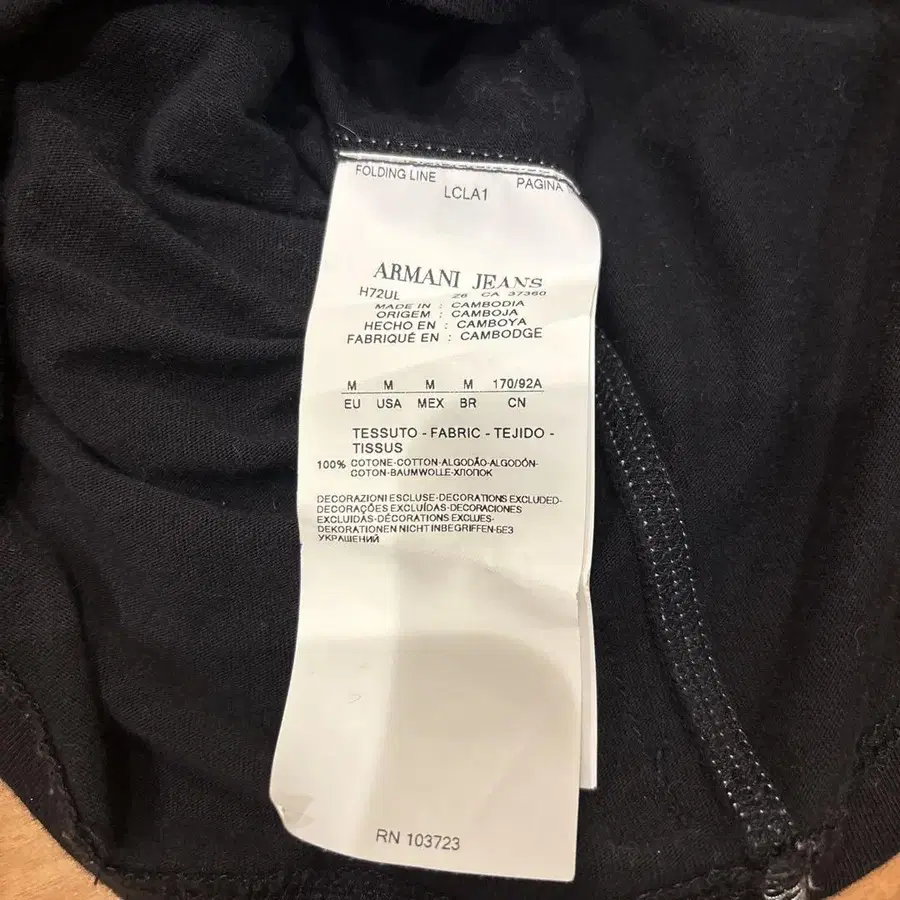 FOLDING LINE
PAGINA
LCLA1
ARMANI JEANS
H72UL 26 CA 37360
MADE IN : CAMBODIA
ORIGEM : CAMBOJA
HECHO EN : CAMBOYA
FABRIQUÉ EN : CAMBODGE
M M M M 170/92A
EU USA MEX BR CN
TESSUTO - FABRIC - TEJIDO -
TISSUS
100% COTONE-COTTON-ALGODÃO-ALGODÓN-
COTON-BAUMWOLLE-ХЛОПОК
DECORAZIONI ESCLUSE-DECORATIONS EXCLUDED-
DECORAÇÕES EXCLUÍDAS-DECORACIONES
EXCLUIDAS-DÉCORATIONS EXCLUES-
DEKORATIONEN NICHT INBEGRIFFEN-БЕЗ
УКРАШЕНИЙ
RN 103723